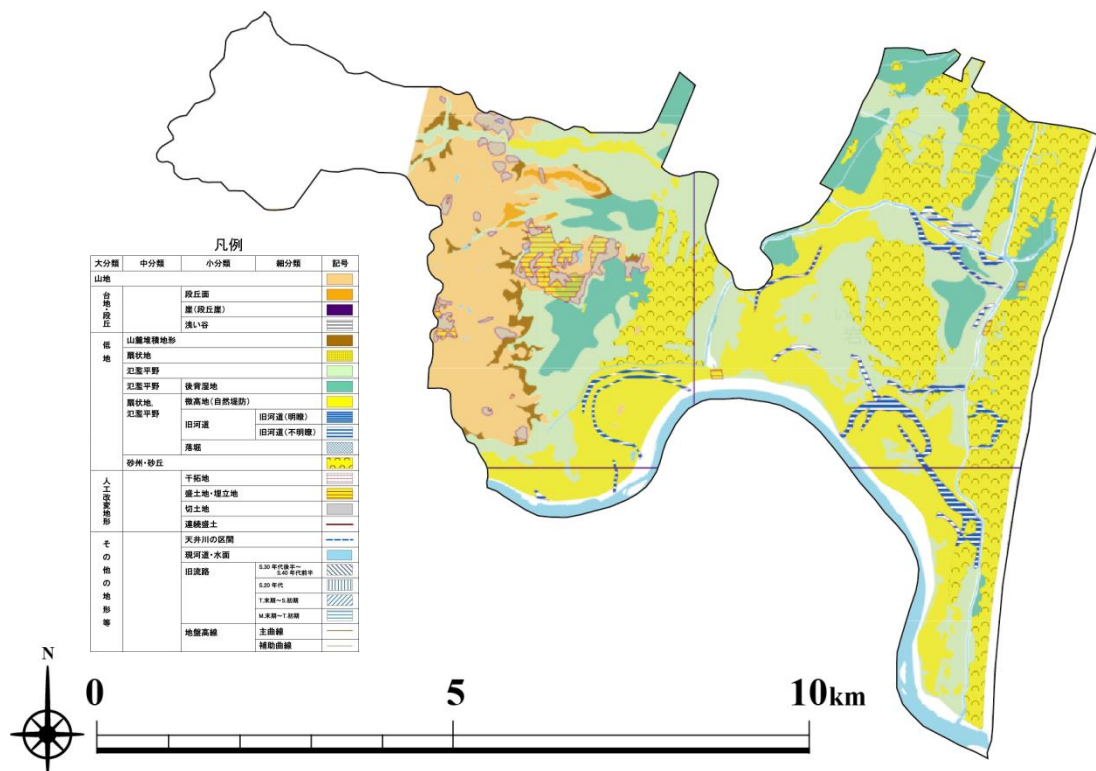 凡例
大分類 中分類 小分類 細分類 記号
山地
台地・段丘
段丘面
崖(段丘崖)
浅い谷
低地
山麓堆積地形
扇状地
氾濫平野
氾濫平野 後背湿地
扇状地、氾濫平野
微高地(自然堤防)
旧河道
旧河道(明瞭)
旧河道(不明瞭)
落堀
砂州・砂丘
人工改変地形
干拓地
盛土地・埋立地
切土地
連続盛土
その他の地形等
天井川の区間
現河道・水面
旧流路
S.30年代後半～
S.40年代前半
S.20年代
T.末期～S.初期
M.末期～T.初期
地盤高線
主曲線
補助曲線
N
0 5 10km